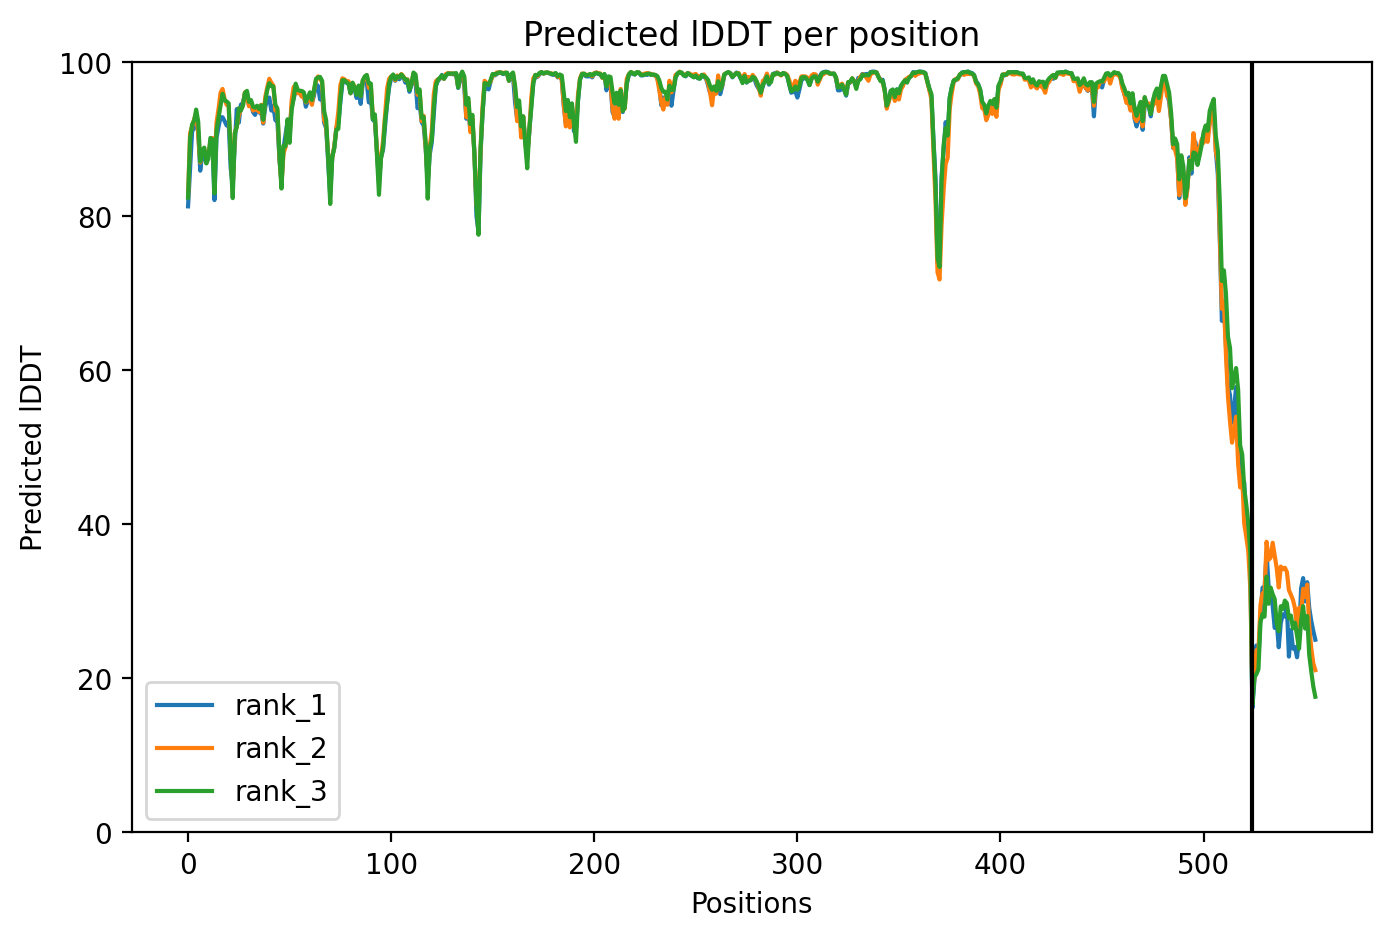 Predicted lDDT per position
Predicted lDDT
100
80
60
40
20
0
rank_1
rank_2
rank_3
0 100 200 300 400 500
Positions